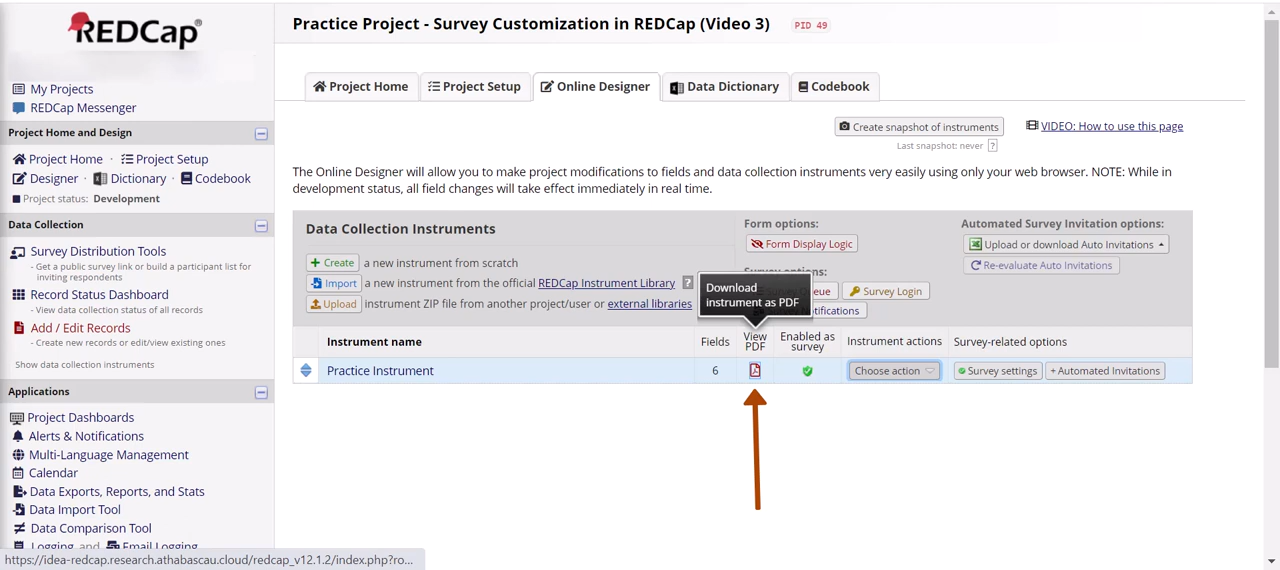 REDCap®
My Projects
REDCap Messenger
Project Home and Design
Project Home · Project Setup
Designer · Dictionary · Codebook
Project status: Development
Data Collection
Survey Distribution Tools
- Get a public survey link or build a participant list for
inviting respondents
Record Status Dashboard
- View data collection status of all records
Add / Edit Records
- Create new records or edit/view existing ones
Show data collection instruments
Applications
Project Dashboards
Alerts & Notifications
Multi-Language Management
Calendar
Data Exports, Reports, and Stats
Data Import Tool
Data Comparison Tool
Logging and Email Logging
https://idea-redcap.research.athabascau.cloud/redcap_v12.1.2/index.php?ro...
Practice Project - Survey Customization in REDCap (Video 3) PID 49
Project Home
Project Setup
Online Designer
Data Dictionary
Codebook
Create snapshot of instruments
VIDEO: How to use this page
Last snapshot: never ?
The Online Designer will allow you to make project modifications to fields and data collection instruments very easily using only your web browser. NOTE: While in
development status, all field changes will take effect immediately in real time.
Data Collection Instruments
+ Create a new instrument from scratch
Import a new instrument from the official REDCap Instrument Library ?
Upload instrument ZIP file from another project/user or external libraries
Form options:
Form Display Logic
Survey options:
Queue
Survey Login
Notifications
Download
instrument as PDF
Automated Survey Invitation options:
Upload or download Auto Invitations
Re-evaluate Auto Invitations
Instrument name Fields View PDF Enabled as survey Instrument actions Survey-related options
Practice Instrument 6 Choose action Survey settings + Automated Invitations